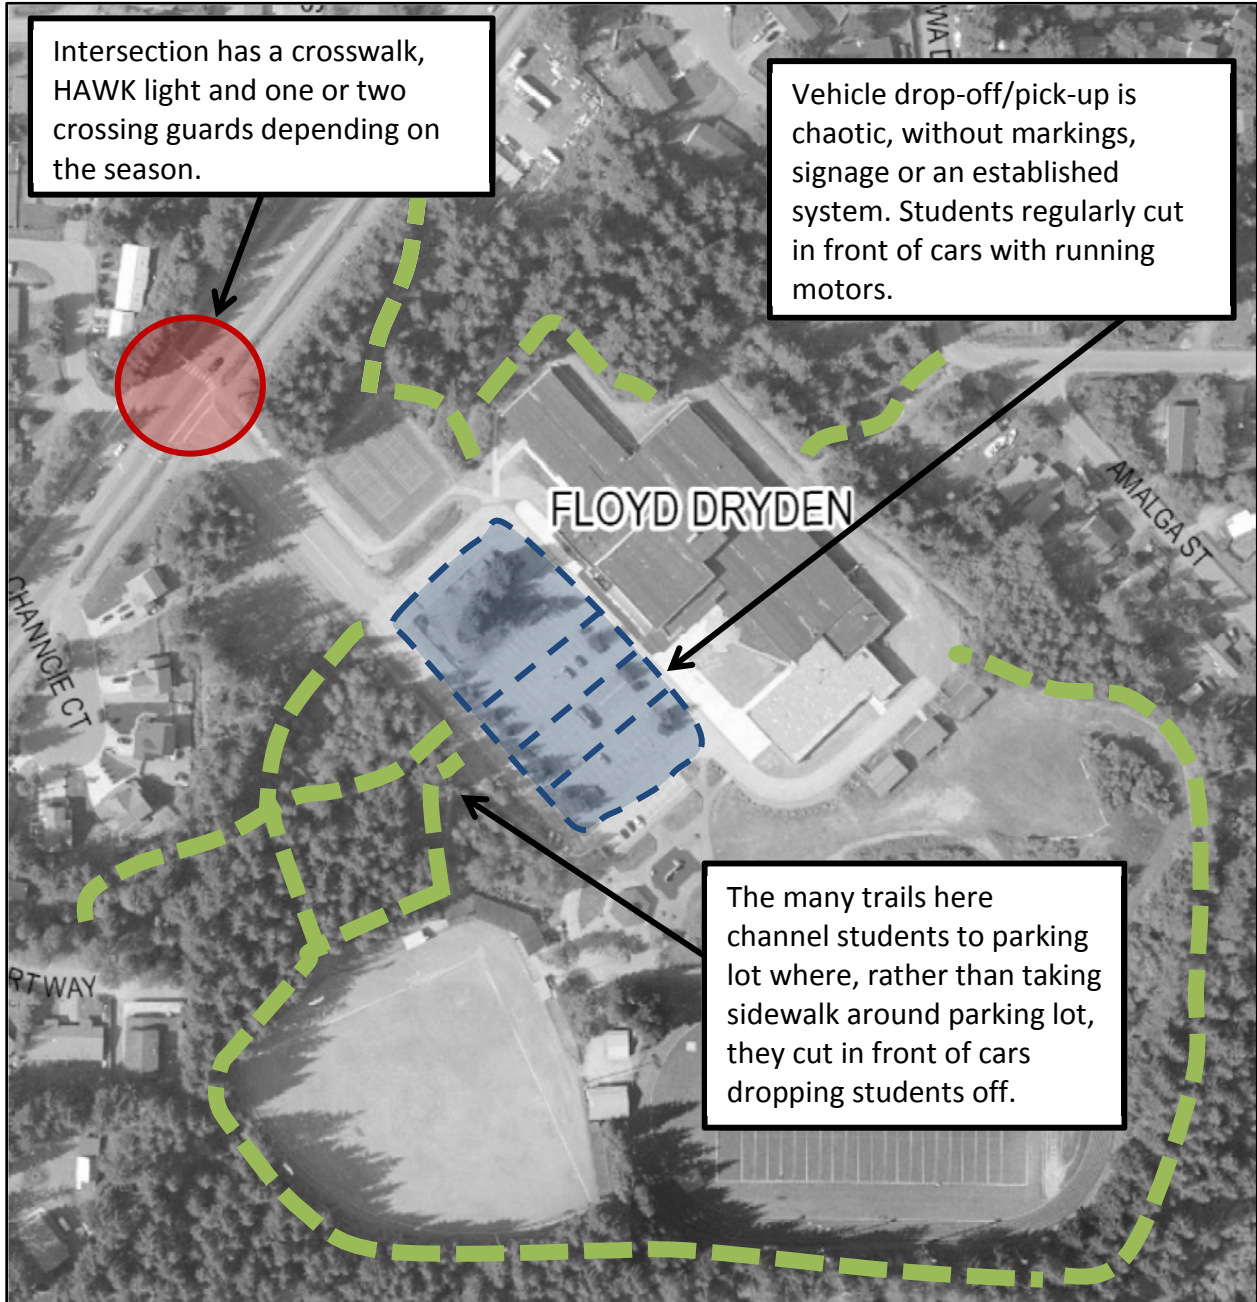 Intersection has a crosswalk,
HAWK light and one or two
crossing guards depending on
the season.
Vehicle drop-off/pick-up is
chaotic, without markings,
signage or an established
system. Students regularly cut
in front of cars with running
motors.
WA D
FLOYD DRYDEN
AMALGA ST
CHANNCIE CT
RT WAY
The many trails here
channel students to parking
lot where, rather than taking
sidewalk around parking lot,
they cut in front of cars
dropping students off.